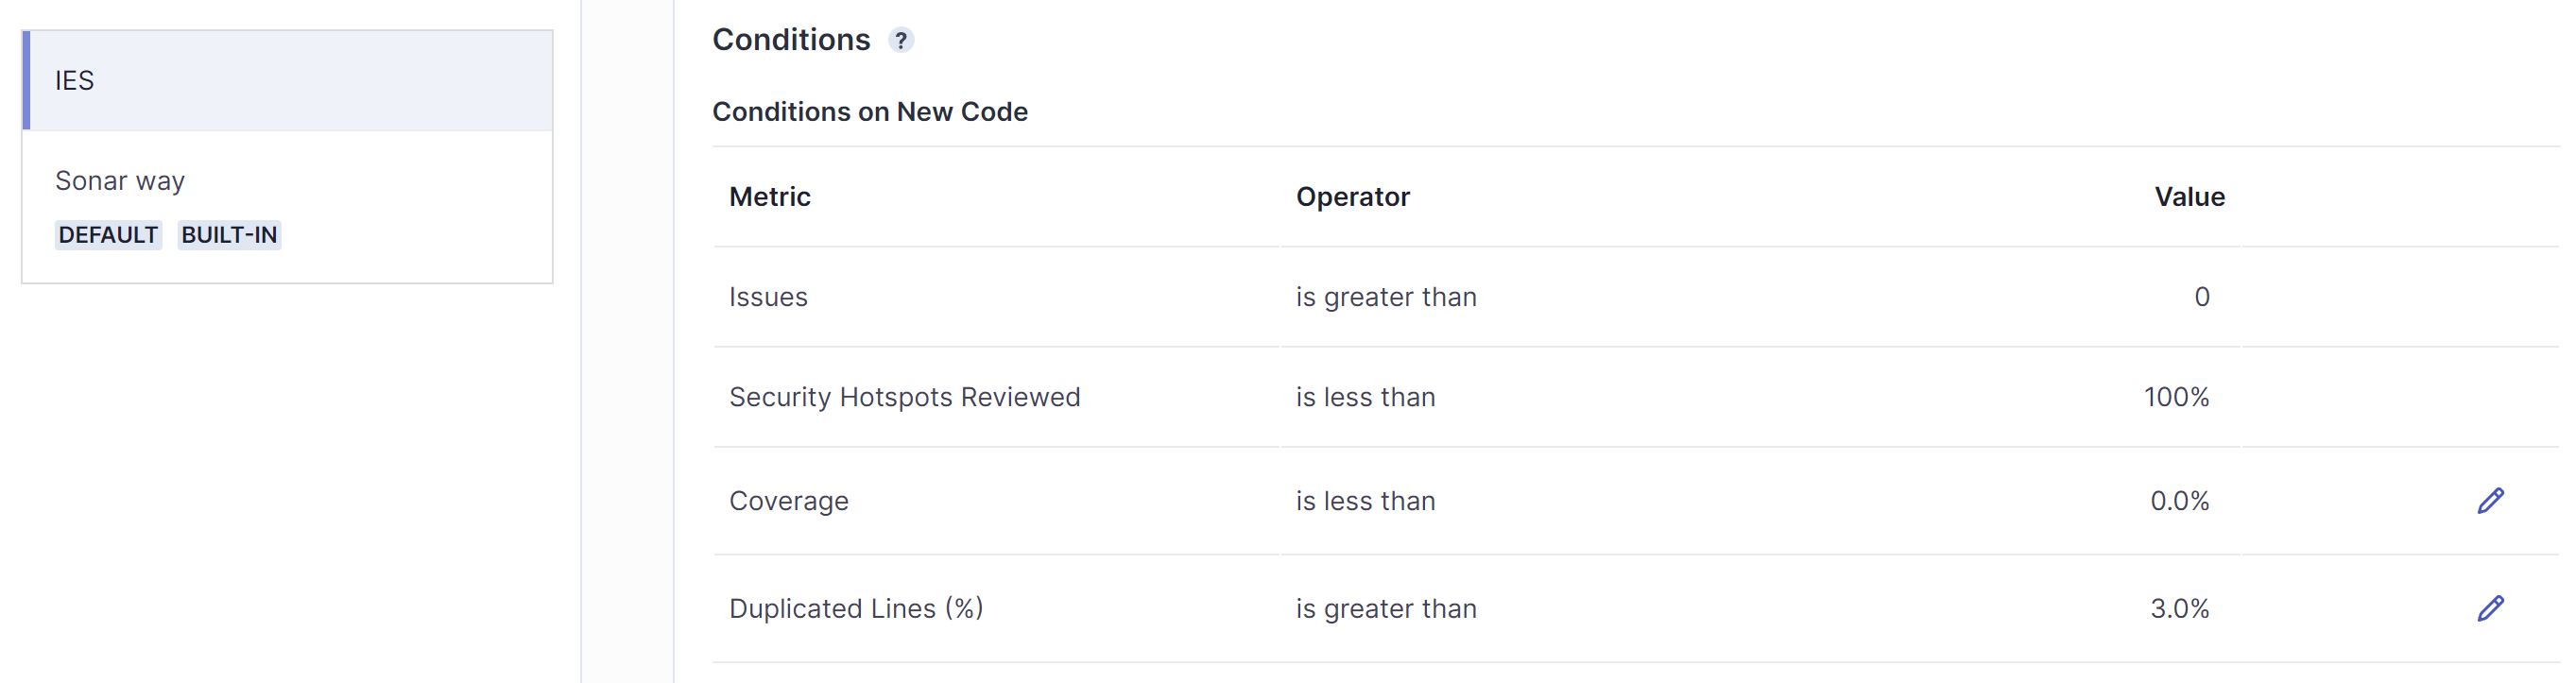 IES
Sonar way
DEFAULT BUILT-IN
Conditions ?
Conditions on New Code
Metric Operator Value
Issues is greater than 0
Security Hotspots Reviewed is less than 100%
Coverage is less than 0.0%
Duplicated Lines (%) is greater than 3.0%